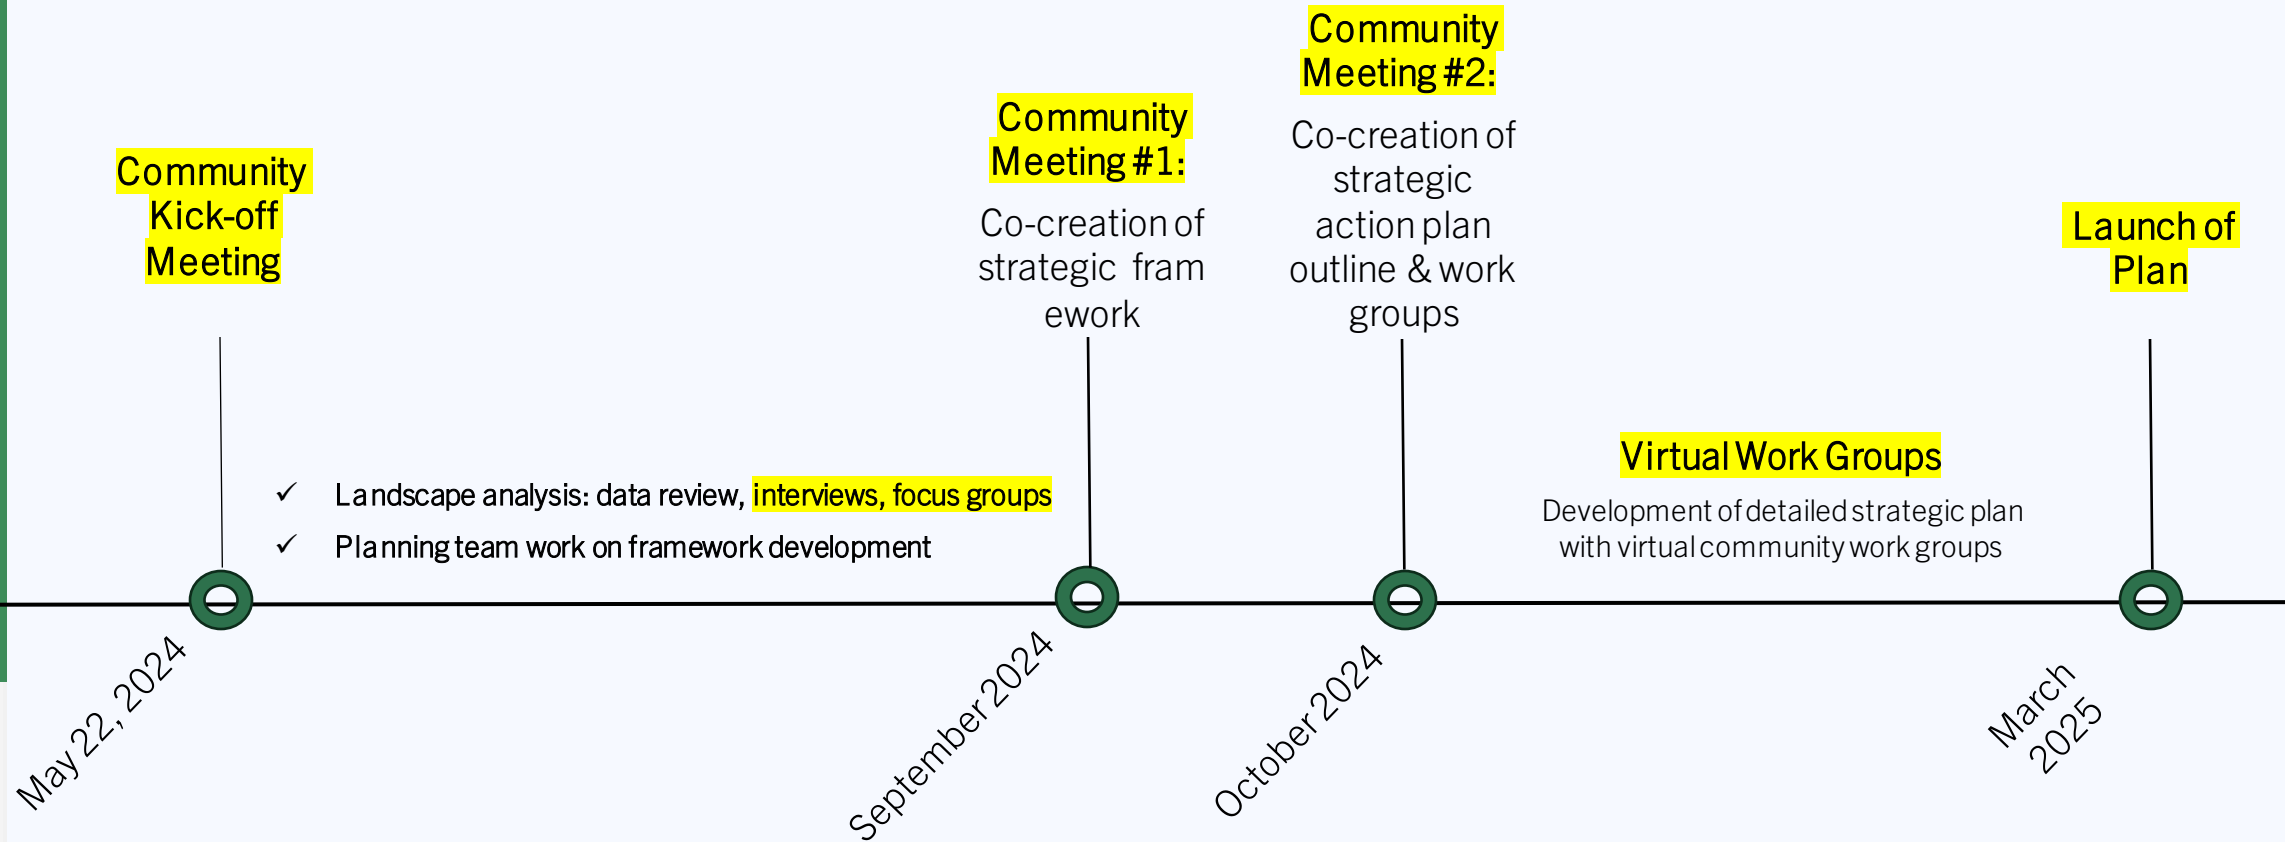 Community
Kick-off
Meeting
Community
Meeting #1:
Co-creation of
strategic fram
ework
Community
Meeting #2:
Co-creation of
strategic
action plan
outline & work
groups
Launch of
Plan
✓ Landscape analysis: data review, interviews, focus groups
✓ Planning team work on framework development
Virtual Work Groups
Development of detailed strategic plan
with virtual community work groups
May 22, 2024
September 2024
October 2024
March
2025